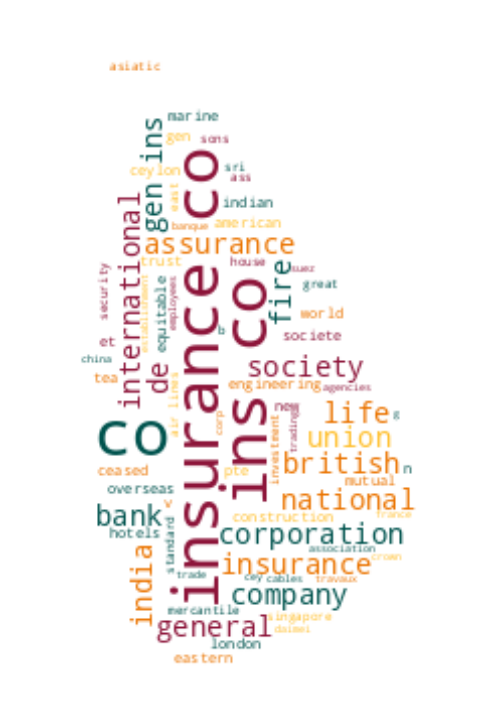 asiatic
marine
gen
sons
gen ins
insurance co
ceylon
sri
ass
east
indian
international
banque
american
assurance
trust
house
suez
security
establishment
equitable
employees
fire
great
ins co
world
b
societe
et
china
de
society
tea
engineering
agencies
air lines
corp
new
trading
life
g
co
investment
union
british
n
ceased
pte
mutual
overseas
national
v
bank
standard
construction
france
hotels
corporation
association
india
insurance
crown
trade
cey
cables
travaux
company
mercantile
general
singapore
daimei
london
eastern